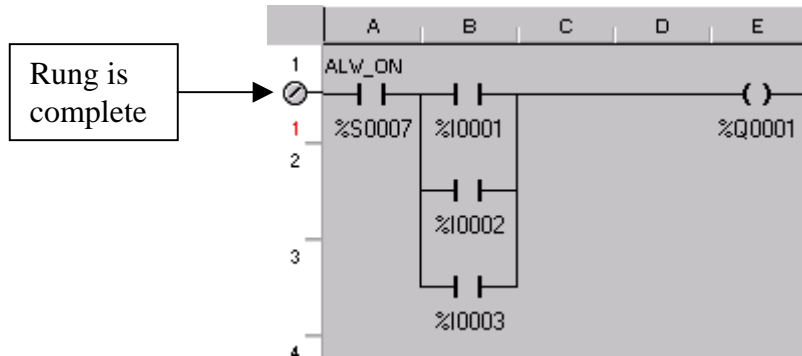 A B C D E
Rung is
complete
1 ALW_ON
1 %S0007 %I0001 %Q0001
2
%I0002
3
%I0003
4